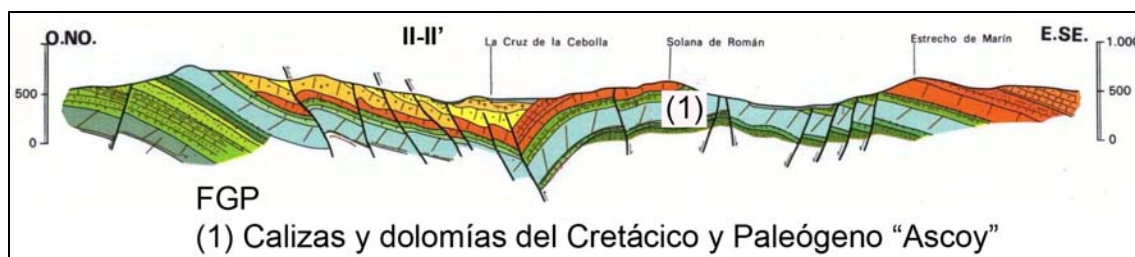 O.NO. II-II' La Cruz de la Cebolla Solana de Román Estrecho de Marín E.SE. 1.000
500 (1) 500
0 0
FGP
(1) Calizas y dolomías del Cretácico y Paleógeno “Ascoy”